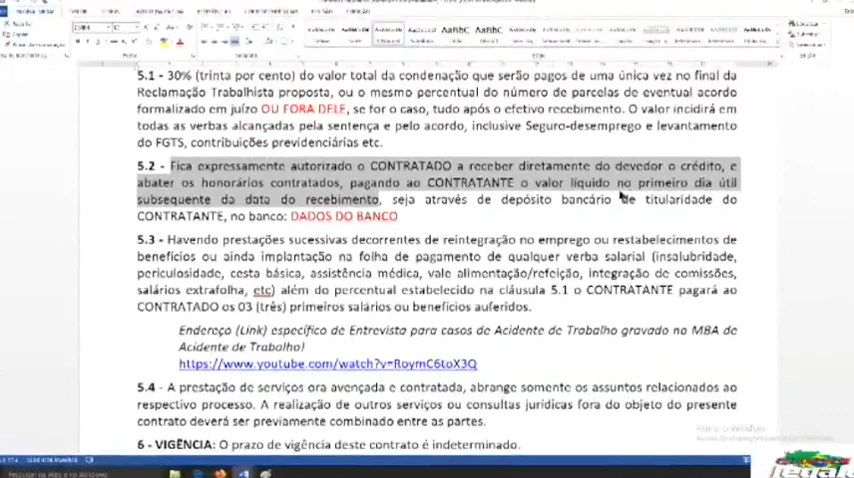 5.1 - 30% (trinta por cento) do valor total da condenação que serão pagos de uma única vez no final da
Reclamação Trabalhista proposta, ou o mesmo percentual do número de parcelas de eventual acordo
formalizado em juízo OU FORA DELE, se for o caso, tudo após o efetivo recebimento. O valor incidirá em
todas as verbas alcançadas pela sentença e pelo acordo, inclusive Seguro-desemprego e levantamento
do FGTS, contribuições previdenciárias etc.
5.2 - Fica expressamente autorizado o CONTRATADO a receber diretamente do devedor o crédito, e
abater os honorários contratados, pagando ao CONTRATANTE o valor líquido no primeiro dia útil
subsequente da data do recebimento, seja através de depósito bancário de titularidade do
CONTRATANTE, no banco: DADOS DO BANCO
5.3 - Havendo prestações sucessivas decorrentes de reintegração no emprego ou restabelecimentos de
benefícios ou ainda implantação na folha de pagamento de qualquer verba salarial (insalubridade,
periculosidade, cesta básica, assistência médica, vale alimentação/refeição, integração de comissões,
salários extrafolha, etc) além do percentual estabelecido na cláusula 5.1 o CONTRATANTE pagará ao
CONTRATADO os 03 (três) primeiros salários ou benefícios auferidos.
Endereço (Link) específico de Entrevista para casos de Acidente de Trabalho gravado no MBA de
Acidente de Trabalho!
https://www.youtube.com/watch?v=RoymC6toX3Q
5.4 - A prestação de serviços ora avençada e contratada, abrange somente os assuntos relacionados ao
respectivo processo. A realização de outros serviços ou consultas jurídicas fora do objeto do presente
contrato deverá ser previamente combinado entre as partes.
6 - VIGÊNCIA: O prazo de vigência deste contrato é indeterminado.